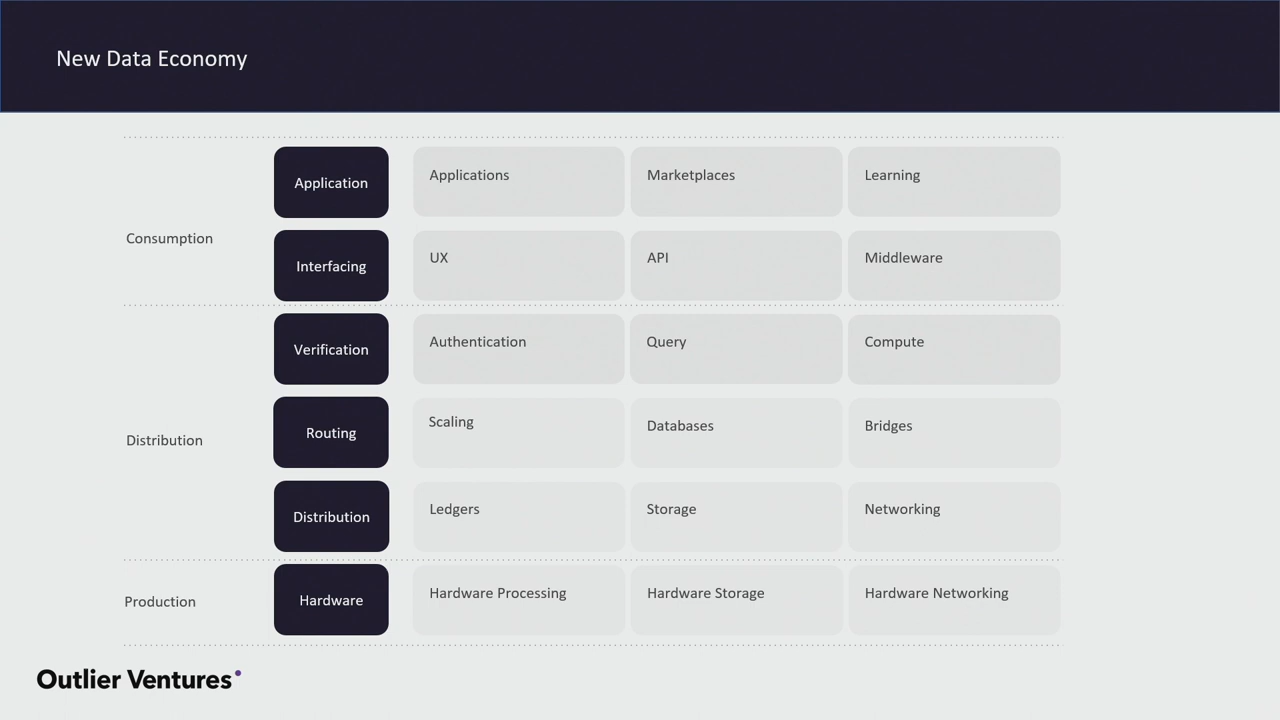 New Data Economy
Application
Applications
Marketplaces
Learning
Consumption
Interfacing
UX
API
Middleware
Verification
Authentication
Query
Compute
Distribution
Routing
Scaling
Databases
Bridges
Distribution
Ledgers
Storage
Networking
Production
Hardware
Hardware Processing
Hardware Storage
Hardware Networking
Outlier Ventures